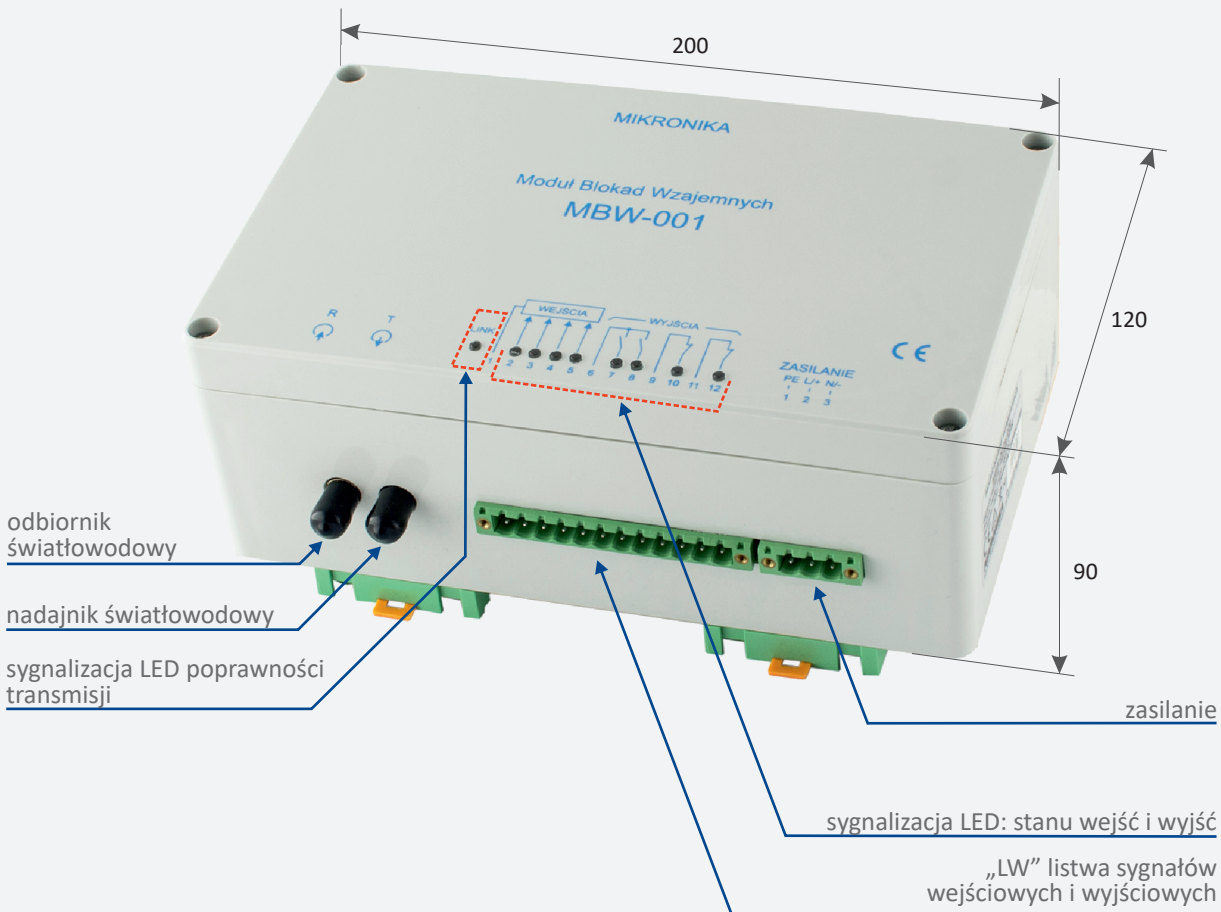 200
MIKRONIKA
Moduł Blokad Wzajemnych
MBW-001
120
R
T
LINK
WEJŚCIA
WYJŚCIA
1 2 3 4 5 6 7 8 9 10 11 12
ZASILANIE
PE L/+ N/-
1 2 3
CE
90
odbiornik
światłowodowy
nadajnik światłowodowy
sygnalizacja LED poprawności
transmisji
zasilanie
sygnalizacja LED: stanu wejść i wyjść
„LW” listwa sygnałów
wejściowych i wyjściowych